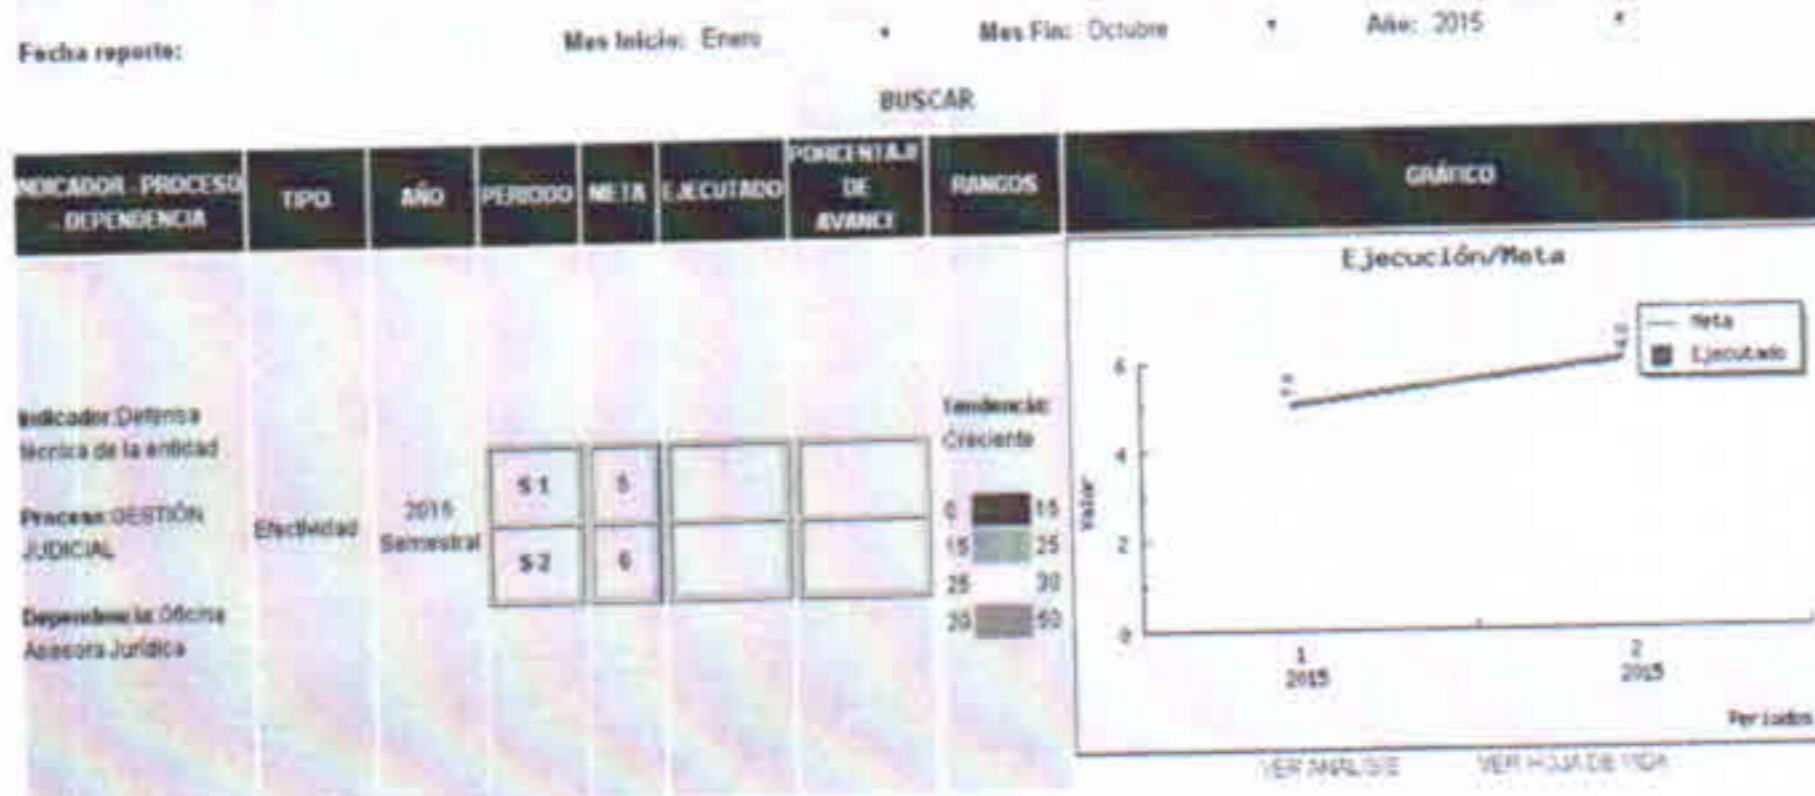 Fecha reporte:
Mes Inicio: Enero
Mes Fin: Octubre
Año: 2015
BUSCAR
INDICADOR - PROCESO
- DEPENDENCIA
TIPO
AÑO
PERIODO
META
EJECUTADO
PORCENTAJE
DE
AVANCE
RANGOS
GRÁFICO
Indicador:Defensa
técnica de la entidad
Proceso:GESTIÓN
JUDICIAL
Dependencia:Oficina
Asesora Jurídica
Efectividad
2015
Semestral
S1 5
S2 6
Tendencia:
Creciente
0 15
15 25
25 30
50
Ejecución/Meta
Meta
Ejecutado
Valor
6
4
2
0
1
2015
2
2015
Periodos
VER ANALISIS
VER HOJA DE VIDA